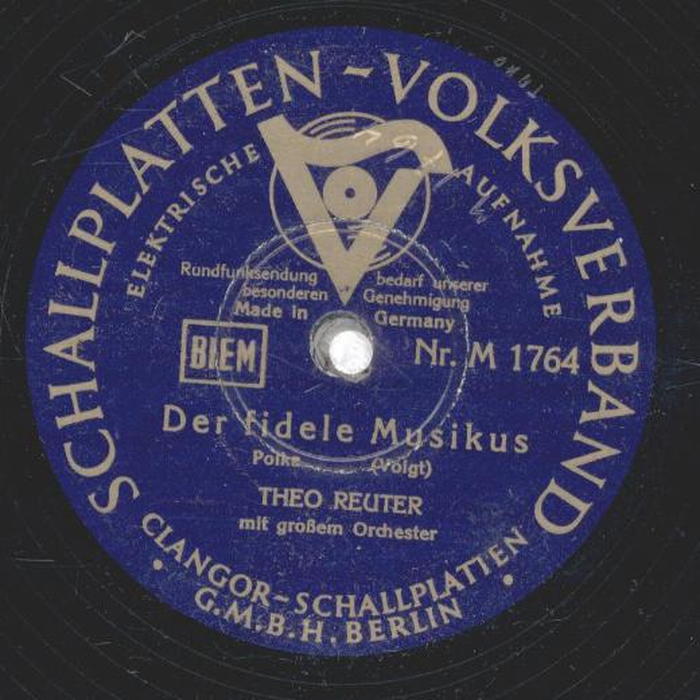 SCHALLPLATTEN-VOLKSVERBAND
ELEKTRISCHE AUFNAHME
Rundfunksendung bedarf unserer
besonderen Genehmigung
Made in Germany
BIEM
Nr. M 1764
Der fidele Musikus
Polka (Voigt)
THEO REUTER
mit großem Orchester
CLANGOR-SCHALLPLATTEN
G.M.B.H. BERLIN